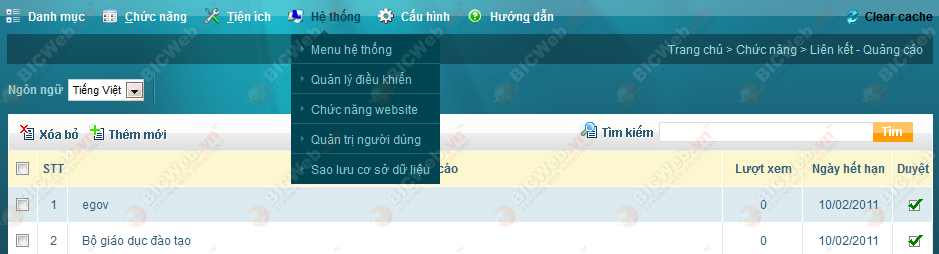 Danh mục Chức năng Tiện ích Hệ thống Cấu hình Hướng dẫn Clear cache
Menu hệ thống
Trang chủ > Chức năng > Liên kết - Quảng cáo
Quản lý điều khiển
Ngôn ngữ Tiếng Việt
Chức năng website
Xóa bỏ Thêm mới
Quản trị người dùng
Tìm kiếm Tìm
STT
Sao lưu cơ sở dữ liệu
cáo Lượt xem Ngày hết hạn Duyệt
1 egov 0 10/02/2011
2 Bộ giáo dục đào tạo 0 10/02/2011
BICWeb.vn™